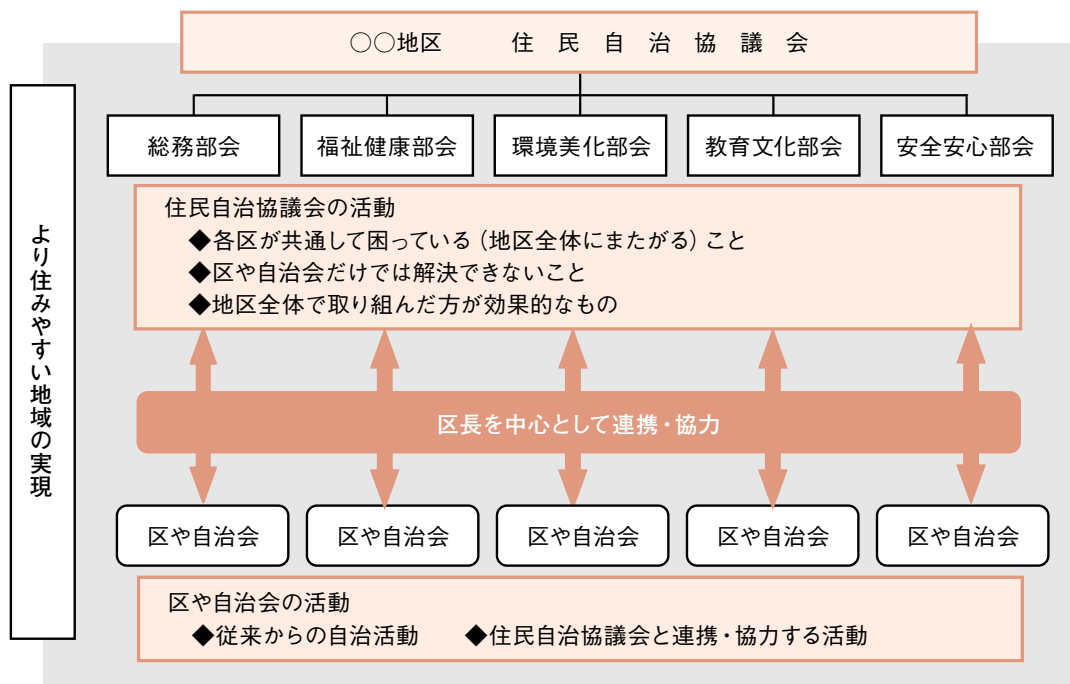 ○○地区 住民自治協議会
総務部会
福祉健康部会
環境美化部会
教育文化部会
安全安心部会
より住みやすい地域の実現
住民自治協議会の活動
◆各区が共通して困っている(地区全体にまたがる)こと
◆区や自治会だけでは解決できないこと
◆地区全体で取り組んだ方が効果的なもの
区長を中心として連携・協力
区や自治会
区や自治会
区や自治会
区や自治会
区や自治会
区や自治会の活動
◆従来からの自治活動 ◆住民自治協議会と連携・協力する活動